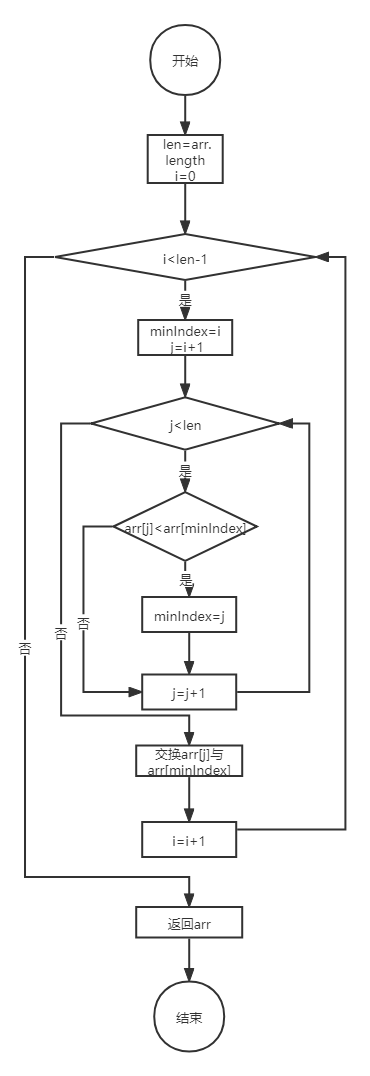 开始
len=arr.
length
i=0
i<len-1
是
minIndex=i
j=i+1
j<len
是
arr[j]<arr[minIndex]
是
minIndex=j
否
否
否
j=j+1
交换arr[j]与
arr[minIndex]
i=i+1
返回arr
结束